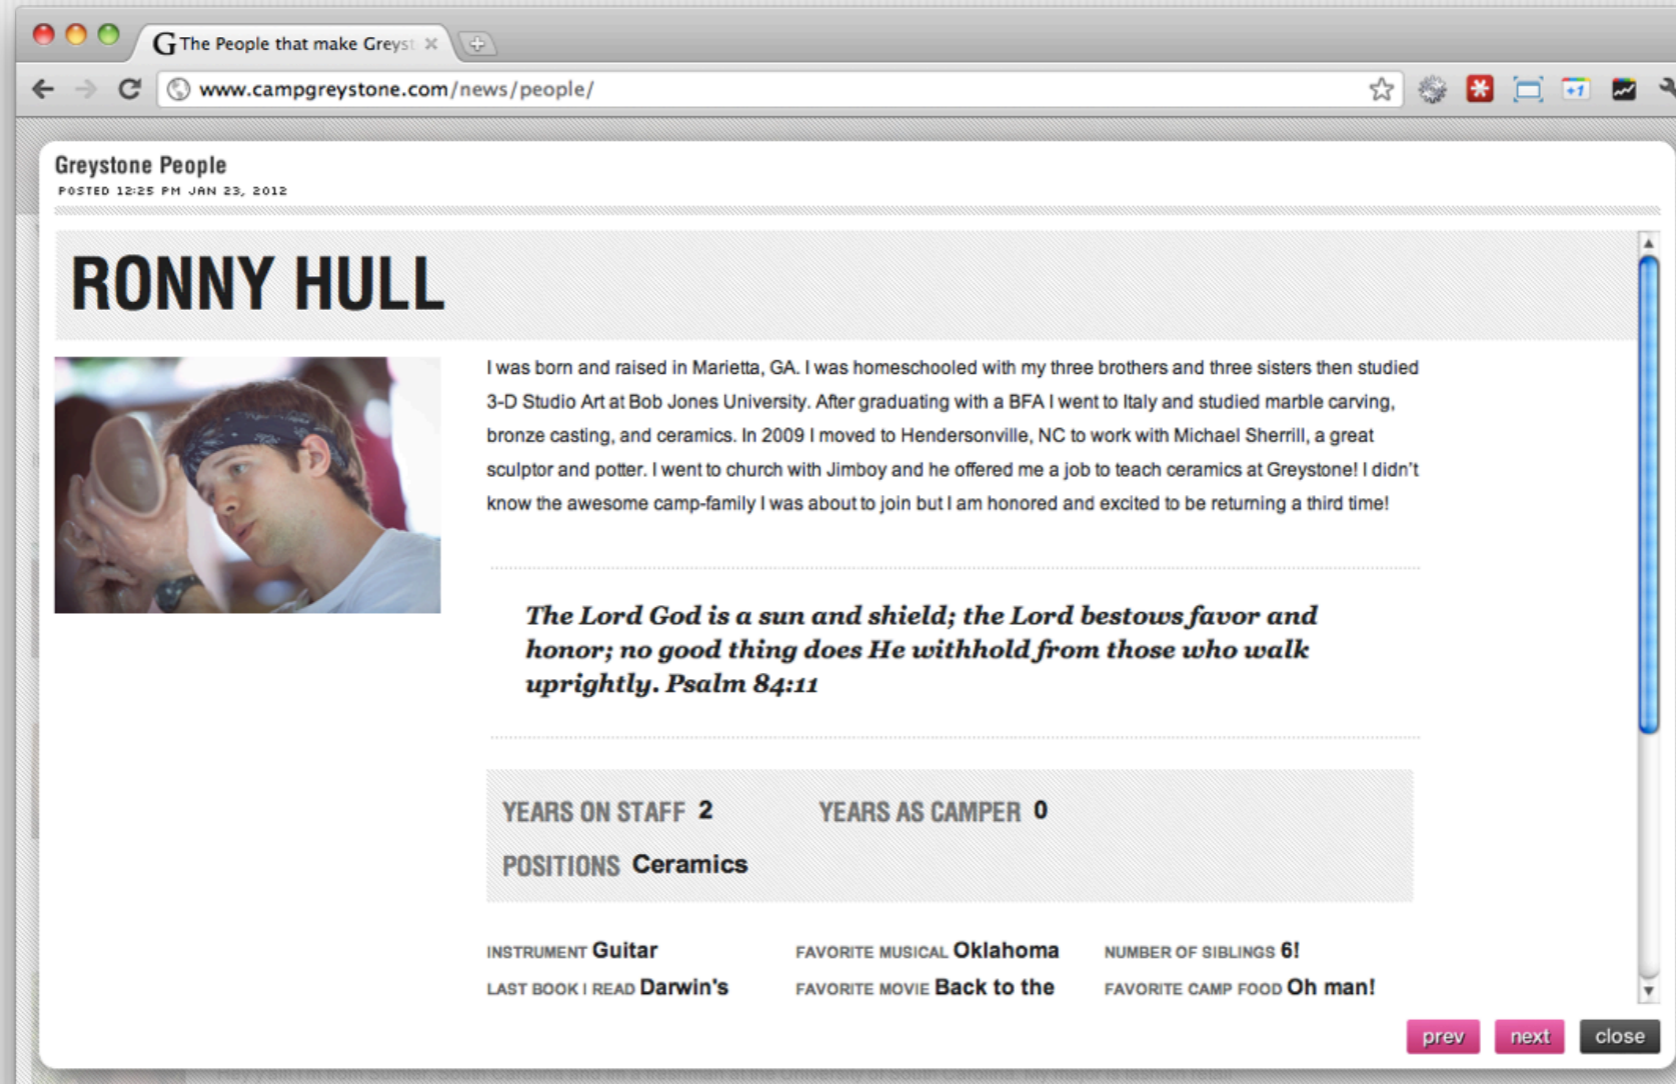 G The People that make Greyst
www.campgreystone.com/news/people/
+1
Greystone People
POSTED 12:25 PM JAN 23, 2012
RONNY HULL
I was born and raised in Marietta, GA. I was homeschooled with my three brothers and three sisters then studied
3-D Studio Art at Bob Jones University. After graduating with a BFA I went to Italy and studied marble carving,
bronze casting, and ceramics. In 2009 I moved to Hendersonville, NC to work with Michael Sherrill, a great
sculptor and potter. I went to church with Jimboy and he offered me a job to teach ceramics at Greystone! I didn't
know the awesome camp-family I was about to join but I am honored and excited to be returning a third time!
The Lord God is a sun and shield; the Lord bestows favor and
honor; no good thing does He withhold from those who walk
uprightly. Psalm 84:11
YEARS ON STAFF 2 YEARS AS CAMPER 0
POSITIONS Ceramics
INSTRUMENT Guitar FAVORITE MUSICAL Oklahoma NUMBER OF SIBLINGS 6!
LAST BOOK I READ Darwin's FAVORITE MOVIE Back to the FAVORITE CAMP FOOD Oh man!
prev next close